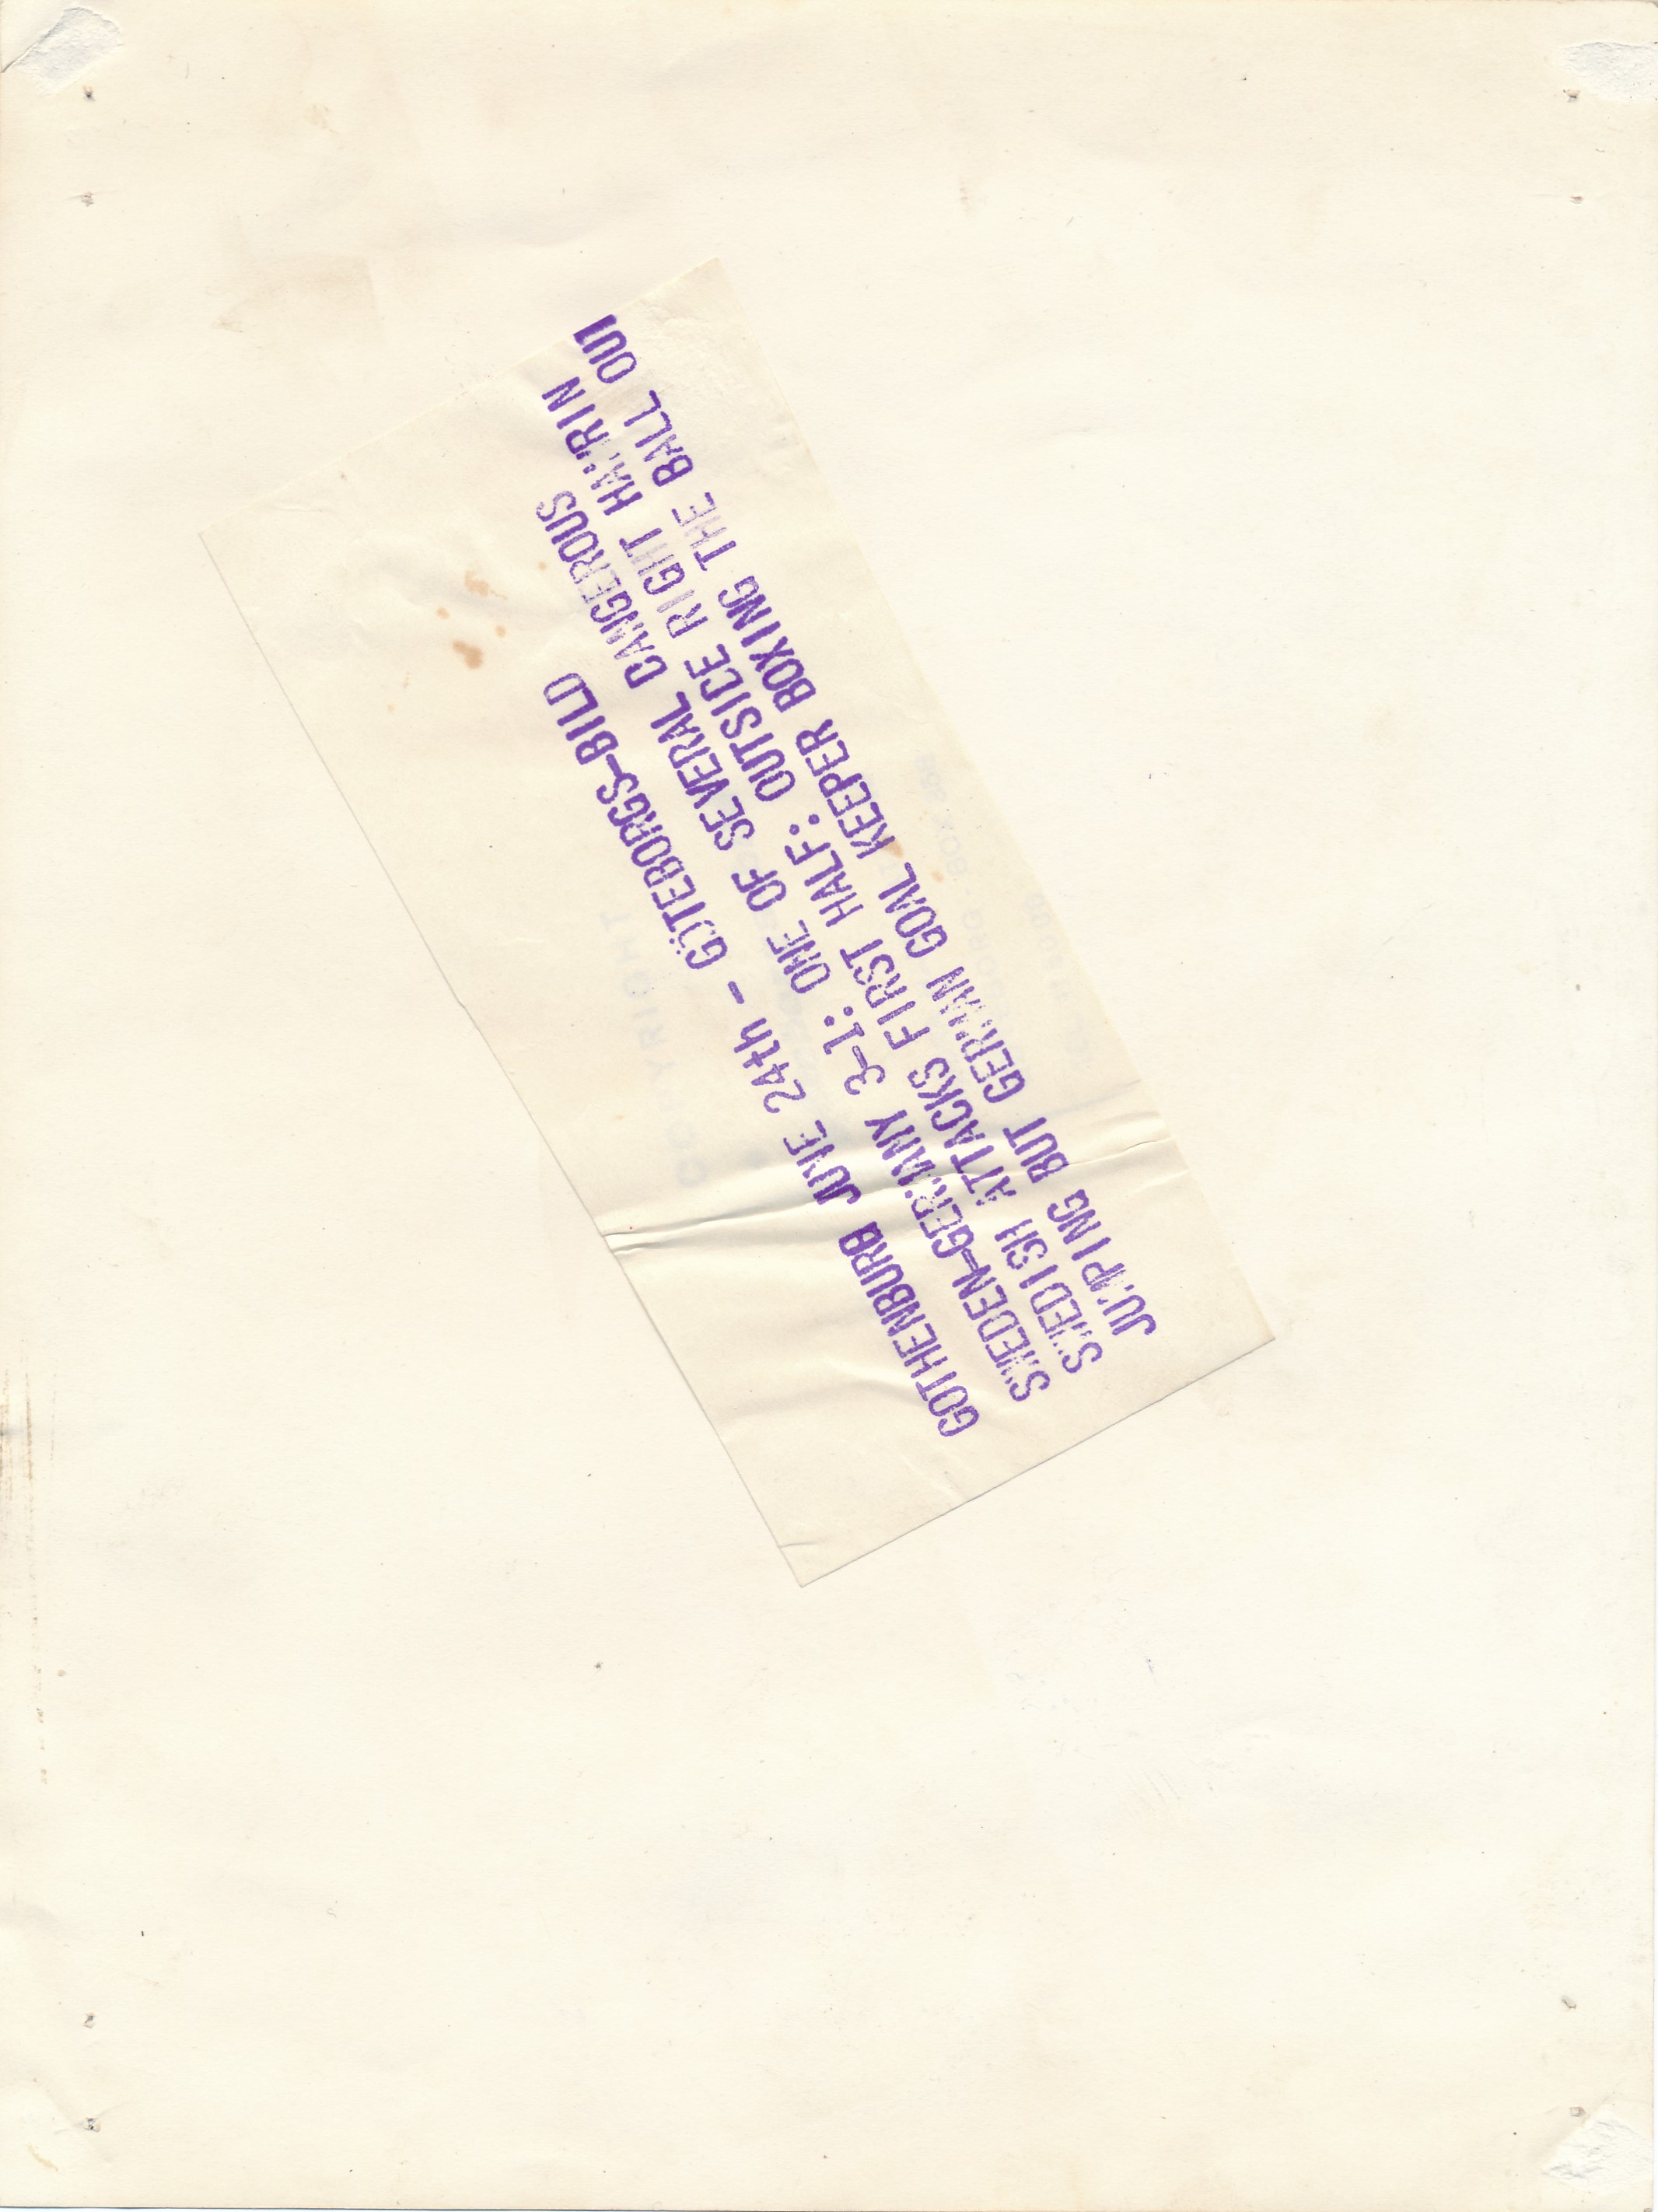 GOTHENBURG JUNE 24th - GÖTEBORGS-BILD
SWEDEN-GERMANY 3-1: ONE OF SEVERAL DANGEROUS
SWEDISH ATTACKS FIRST HALF: OUTSICE RIGHT HAMRIN
JUMPING BUT GERMAN GOAL KEEPER BOXING THE BALL OUT